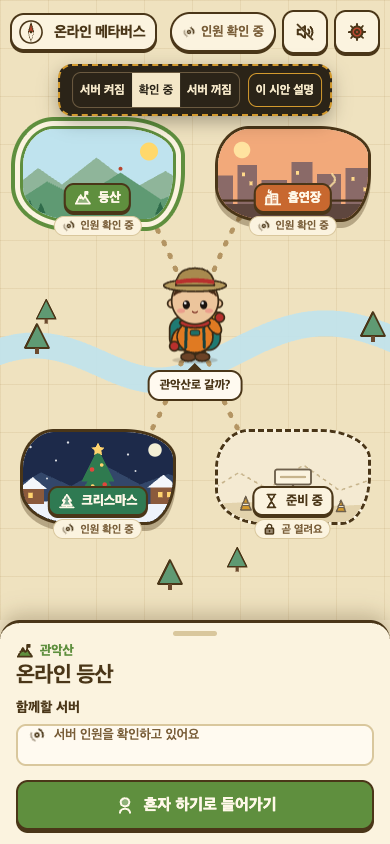 온라인 메타버스
인원 확인 중
서버 켜짐
확인 중
서버 꺼짐
이 시안 설명
등산
인원 확인 중
흡연장
인원 확인 중
관악산로 갈까?
크리스마스
인원 확인 중
준비 중
곧 열려요
관악산
온라인 등산
함께할 서버
서버 인원을 확인하고 있어요
혼자 하기로 들어가기